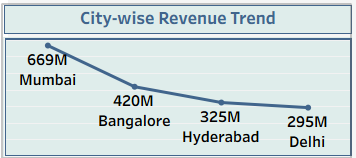 City-wise Revenue Trend
669M
Mumbai
420M
Bangalore
325M
Hyderabad
295M
Delhi